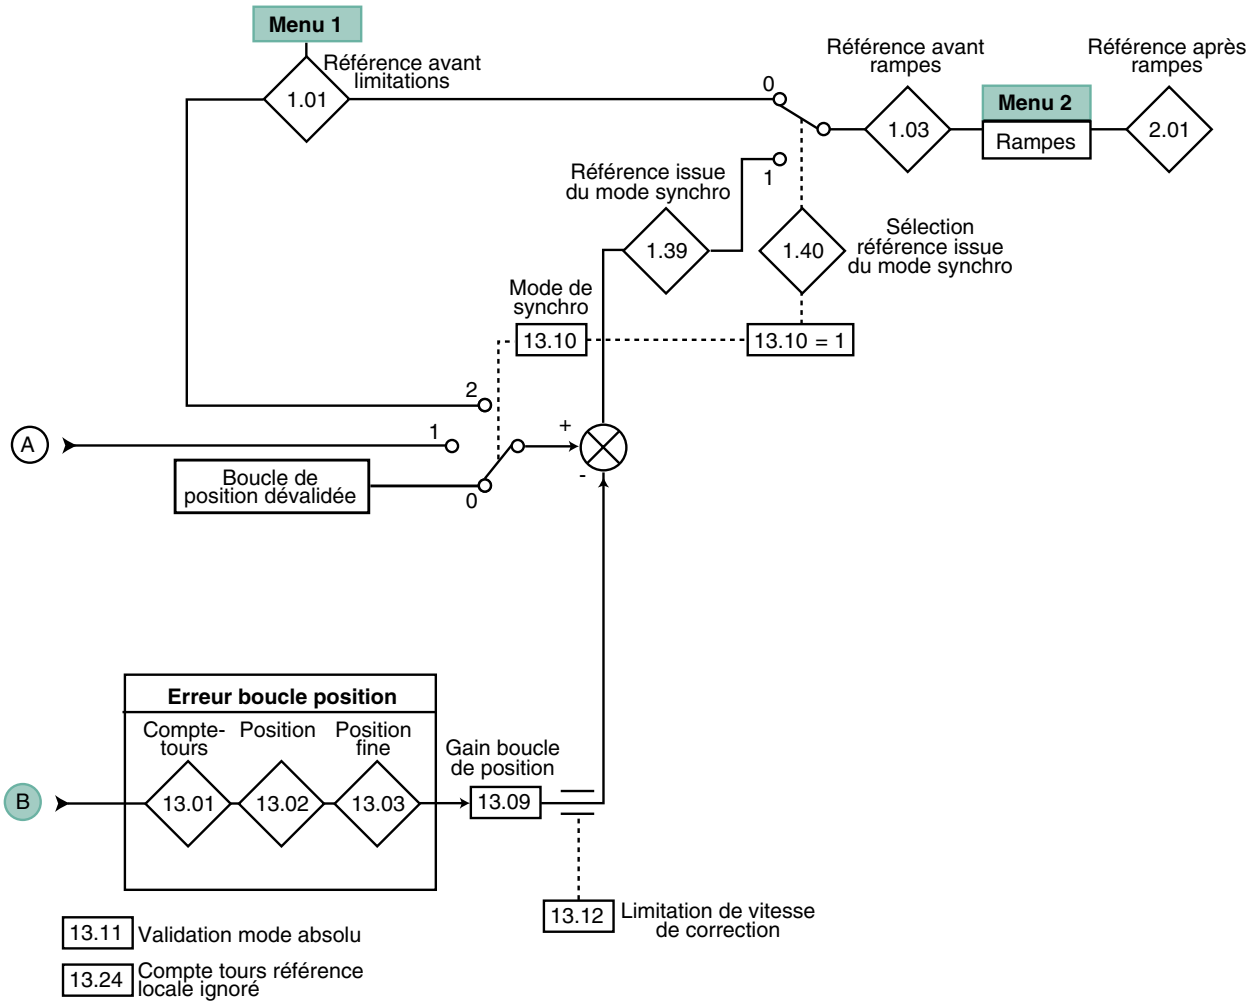 Menu 1
Référence avant
limitations
1.01
0
Référence avant
rampes
1.03
Menu 2
Rampes
Référence après
rampes
2.01
1
Référence issue
du mode synchro
1.39
1.40
Sélection
référence issue
du mode synchro
Mode de
synchro
13.10
13.10 = 1
2
A
1
+
-
Boucle de
position dévalidée
0
Erreur boucle position
Compte-
tours
Position
Position
fine
B
13.01
13.02
13.03
Gain boucle
de position
13.09
13.12
Limitation de vitesse
de correction
13.11
Validation mode absolu
13.24
Compte tours référence
locale ignoré